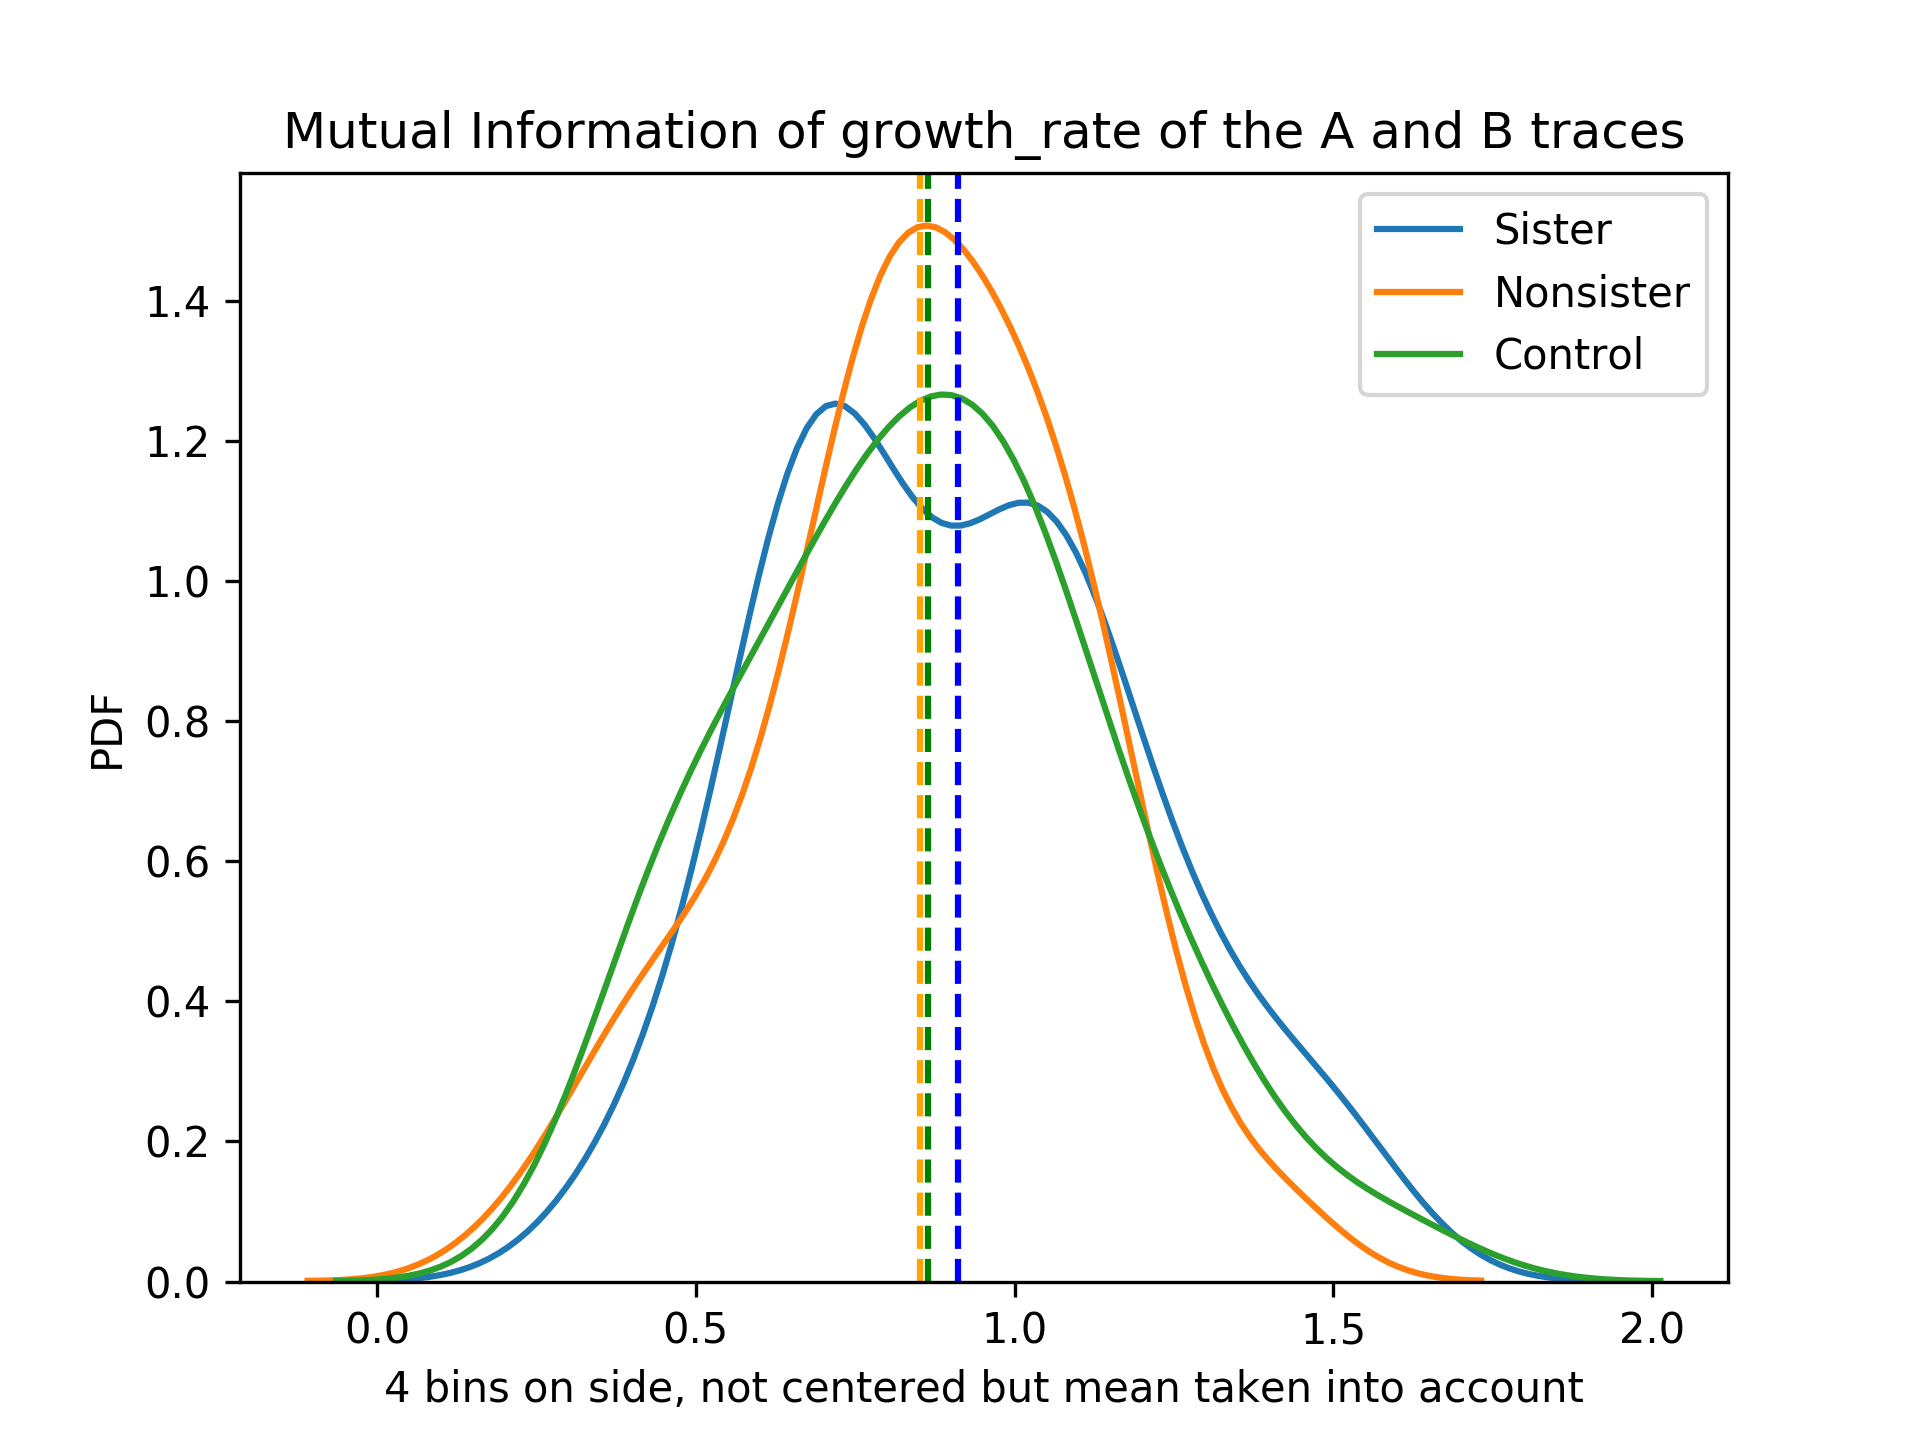 Mutual Information of growth_rate of the A and B traces
Sister
Nonsister
Control
PDF
1.4
1.2
1.0
0.8
0.6
0.4
0.2
0.0
0.0 0.5 1.0 1.5 2.0
4 bins on side, not centered but mean taken into account